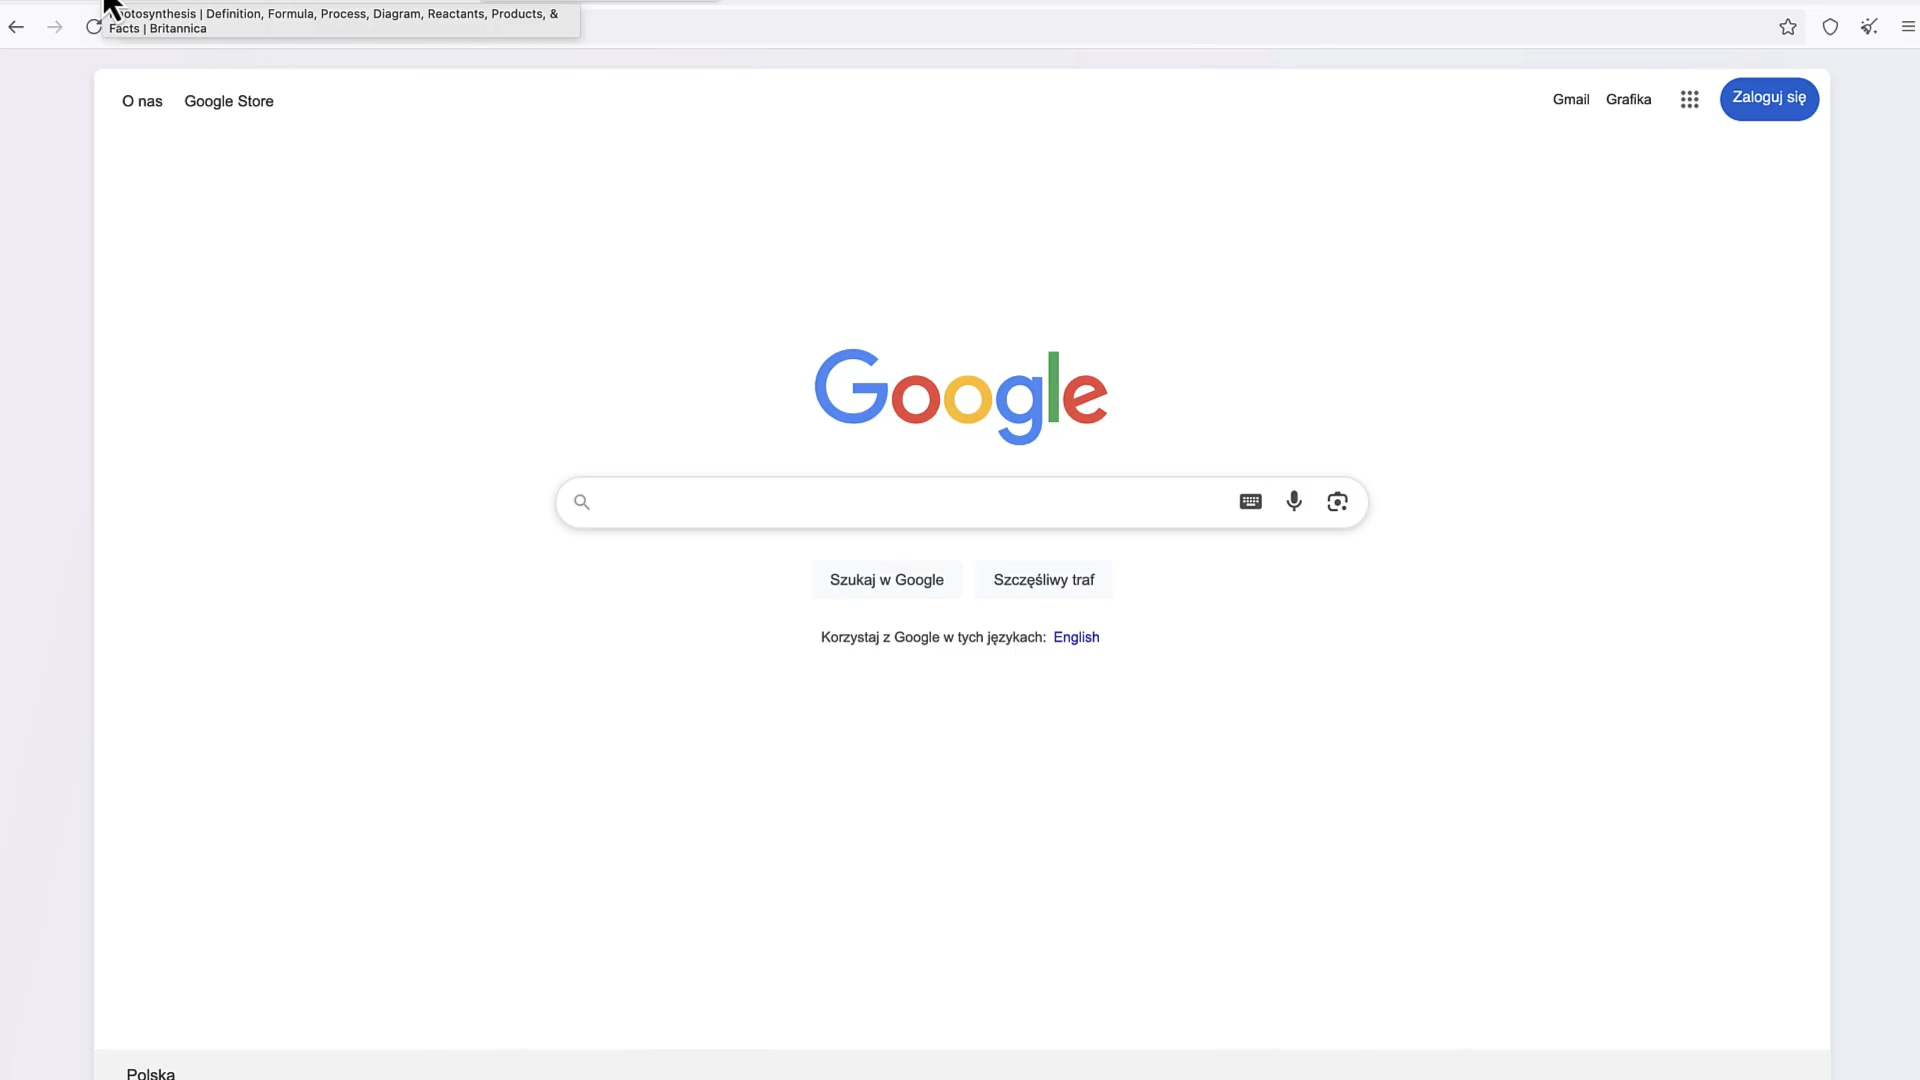 otosynthesis | Definition, Formula, Process, Diagram, Reactants, Products, &
Facts | Britannica
O nas Google Store
Gmail Grafika Zaloguj się
Google
Szukaj w Google Szczęśliwy traf
Korzystaj z Google w tych językach: English
Polska